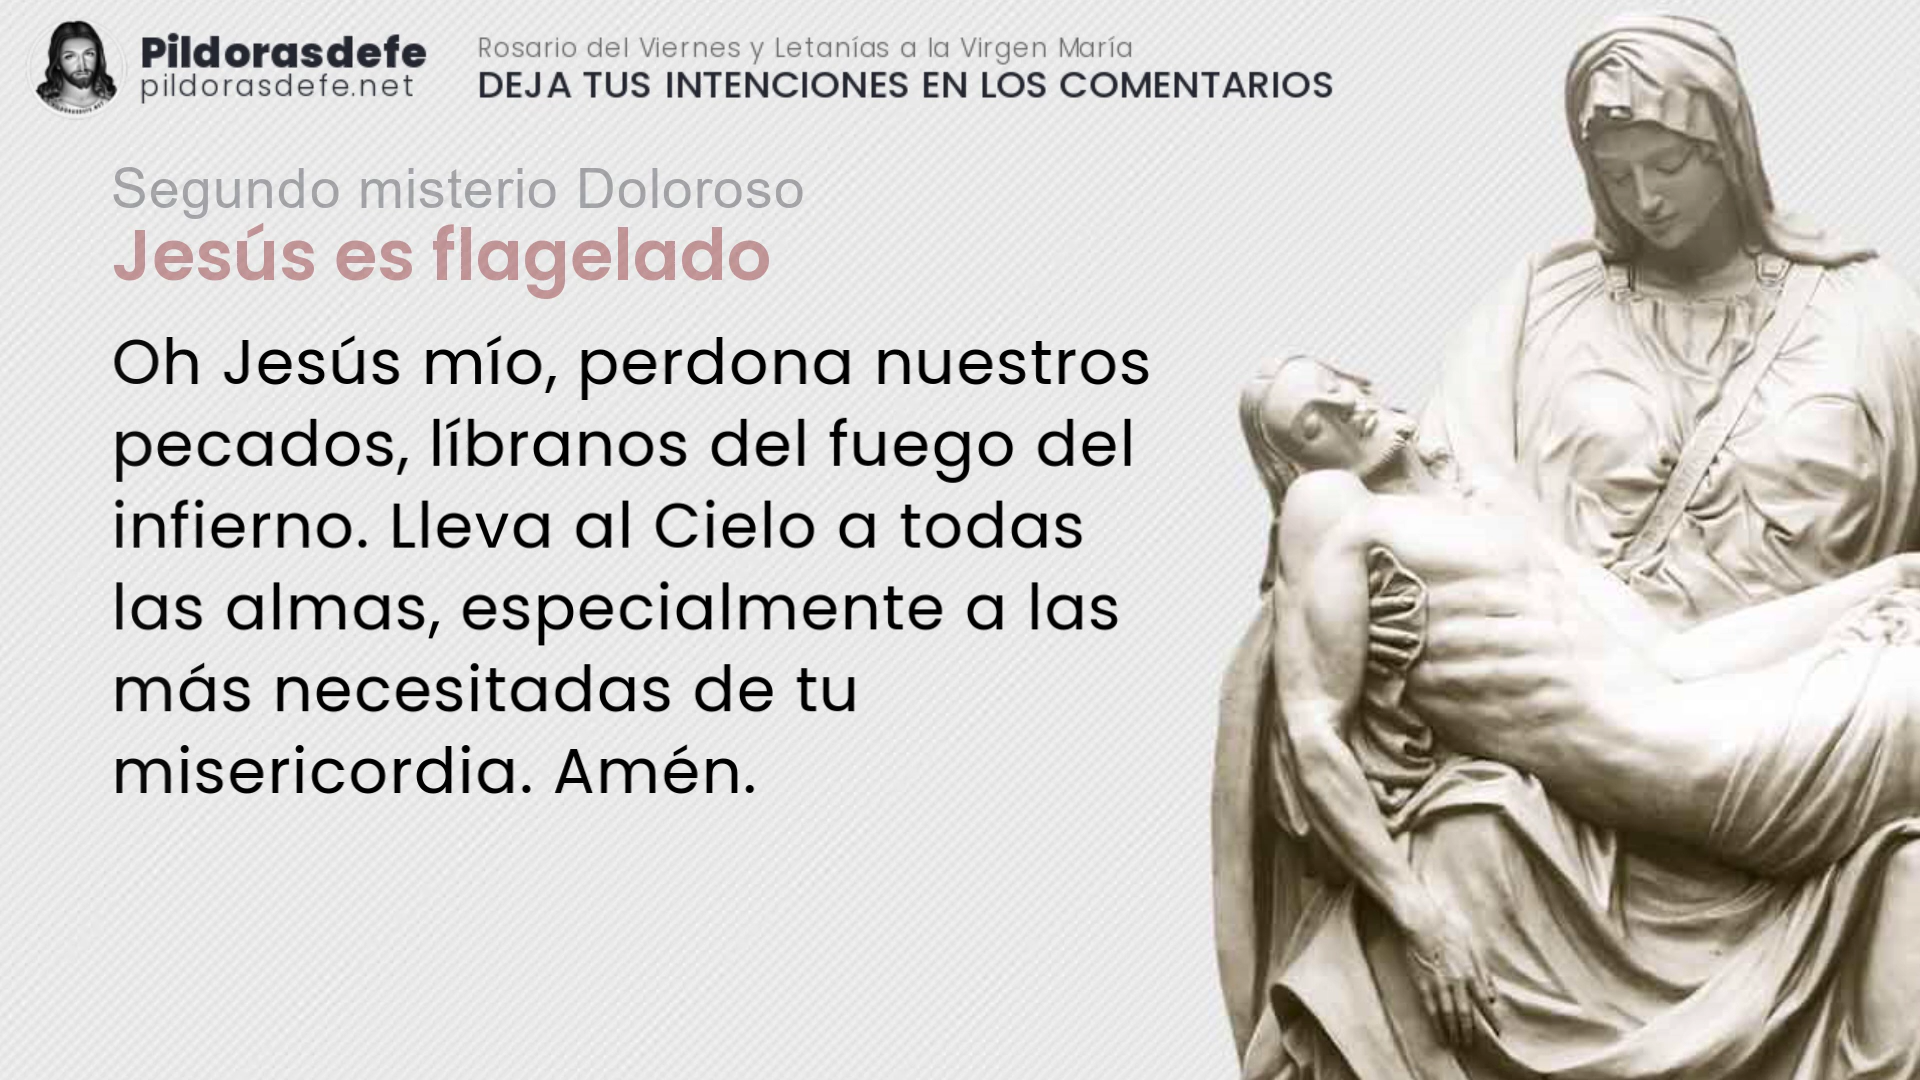 Pildorasdefe
pildorasdefe.net
Rosario del Viernes y Letanías a la Virgen María
DEJA TUS INTENCIONES EN LOS COMENTARIOS
Segundo misterio Doloroso
Jesús es flagelado
Oh Jesús mío, perdona nuestros
pecados, líbranos del fuego del
infierno. Lleva al Cielo a todas
las almas, especialmente a las
más necesitadas de tu
misericordia. Amén.